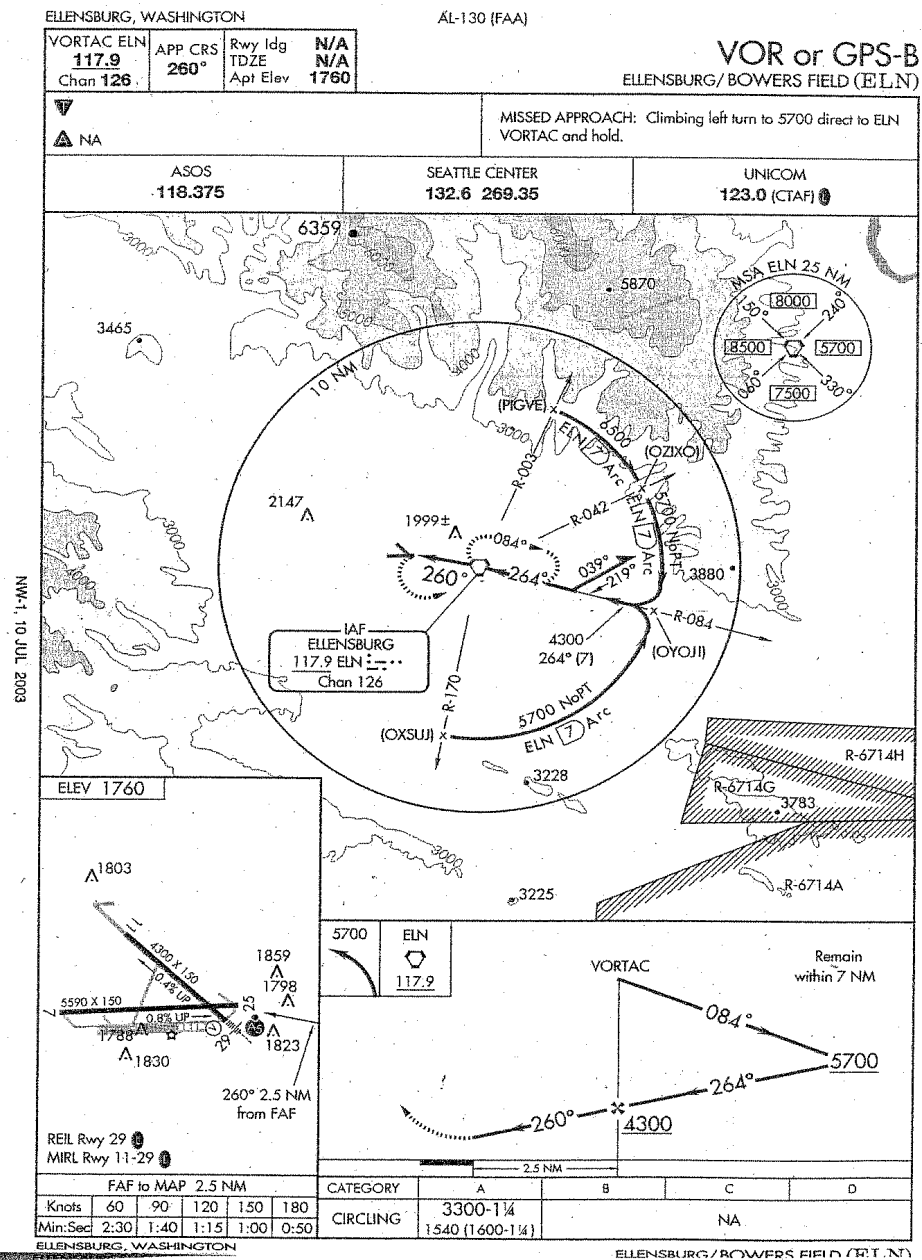 ELLENSBURG, WASHINGTON
AL-130 (FAA)
VORTAC ELN
117.9
Chan 126
APP CRS
260°
Rwy ldg N/A
TDZE N/A
Apt Elev 1760
VOR or GPS-B
ELLENSBURG/BOWERS FIELD (ELN)
T
A NA
MISSED APPROACH: Climbing left turn to 5700 direct to ELN
VORTAC and hold.
ASOS
118.375
SEATTLE CENTER
132.6 269.35
UNICOM
123.0 (CTAF) L
6359
3000
5870
3465
5000
4000
10 NM
MSA ELN 25 NM
150°
8000
240°
8500
5700
060°
7500
330°
(PIGVE)
3000
6500
ELN 7 Arc
(OZIXO)
R-003
R-042
5700 NoPT
ELN 7 Arc
2147
1999±
084°
260°
264°
039°
219°
3880
R-084
4300
264° (7)
(OYOJI)
IAF
ELLENSBURG
117.9 ELN
Chan 126
R-170
(OXSUJ)
5700 NoPT
ELN 7 Arc
3000
4000
3000
3228
R-6714H
R-6714G
3783
3000
3225
R-6714A
NW-1, 10 JUL 2003
ELEV 1760
1803
4300 X 150
0.4% UP
5590 X 150
0.8% UP
7
25
29
1859
1798
1788
1830
1823
260° 2.5 NM
from FAF
REIL Rwy 29 L
MIRL Rwy 11-29 L
5700
ELN
117.9
VORTAC
Remain
within 7 NM
084°
5700
264°
260°
4300
2.5 NM
FAF to MAP 2.5 NM
Knots 60 90 120 150 180
Min:Sec 2:30 1:40 1:15 1:00 0:50
CATEGORY A B C D
CIRCLING 3300-1¼
1540 (1600-1¼)
NA
ELLENSBURG, WASHINGTON
ELLENSBURG/BOWERS FIELD (ELN)